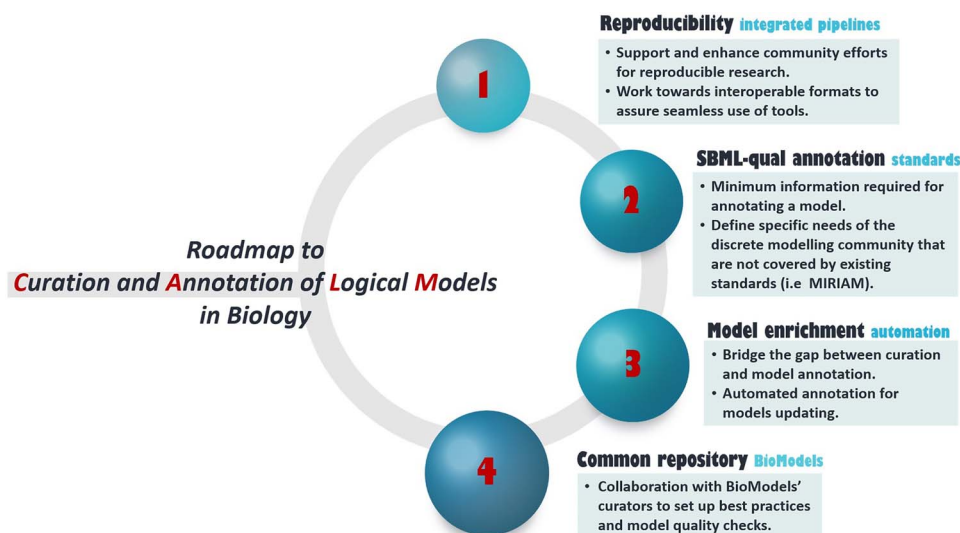 Reproducibility integrated pipelines
• Support and enhance community efforts
for reproducible research.
• Work towards interoperable formats to
assure seamless use of tools.
1
SBML-qual annotation standards
• Minimum information required for
annotating a model.
• Define specific needs of the
discrete modelling community that
are not covered by existing
standards (i.e MIRIAM).
2
Roadmap to
Curation and Annotation of Logical Models
in Biology
Model enrichment automation
• Bridge the gap between curation
and model annotation.
• Automated annotation for
models updating.
3
Common repository BioModels
• Collaboration with BioModels'
curators to set up best practices
and model quality checks.
4